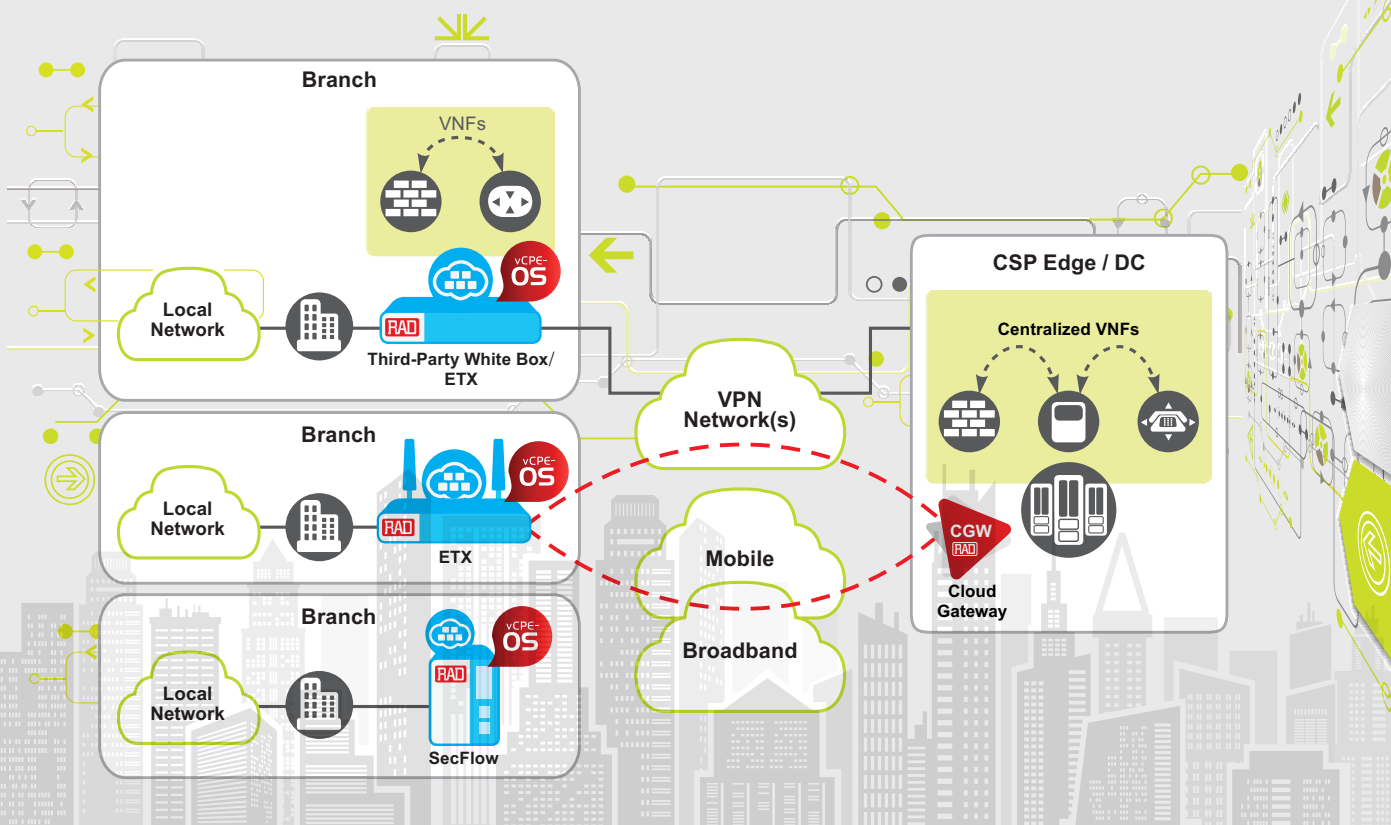 Branch
VNFs
vCPE-
OS
Local
Network
RAD
Third-Party White Box/
ETX
Branch
vCPE-
OS
Local
Network
RAD
ETX
Branch
vCPE-
OS
Local
Network
RAD
SecFlow
VPN
Network(s)
Mobile
Broadband
CSP Edge / DC
Centralized VNFs
CGW
RAD
Cloud
Gateway